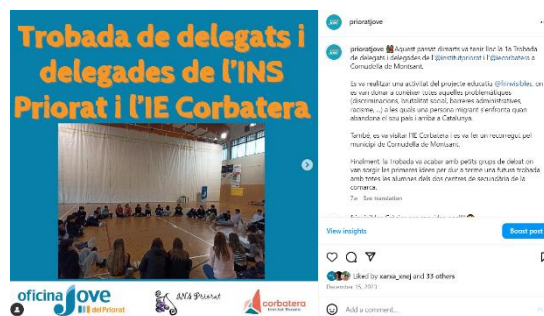 Trobada de delegats i
delegades de l'INS
Priorat i l'IE Corbatera
oficina Jove
del Priorat
INS Priorat
corbatera
prioratjove
prioratjove Aquest passat dimarts va tenir lloc la 1a Trobada
de delegats i delegades de l'@institutpriorat i l'@iecorbatera a
Cornudella de Montsant.
Es va realitzar una activitat del projecte educatiu @fininvisibles, on
es van donar a conèixer totes aquelles problemàtiques
(discriminacions, brutalitat social, barreres administratives,
racisme, ...) a les quals una persona migrant s'enfronta quan
abandona el seu país i arriba a Catalunya.
També, es va visitar l'IE Corbatera i es va fer un recorregut pel
municipi de Cornudella de Montsant.
Finalment, la Trobada va acabar amb petits grups de debat on
van sorgir les primeres idees per dur a terme una futura trobada
amb totes les alumnes dels dos centres de secundària de la
comarca.
7w See translation
View insights
Boost post
Liked by xarxa_xnej and 33 others
December 15, 2023
Add a comment...